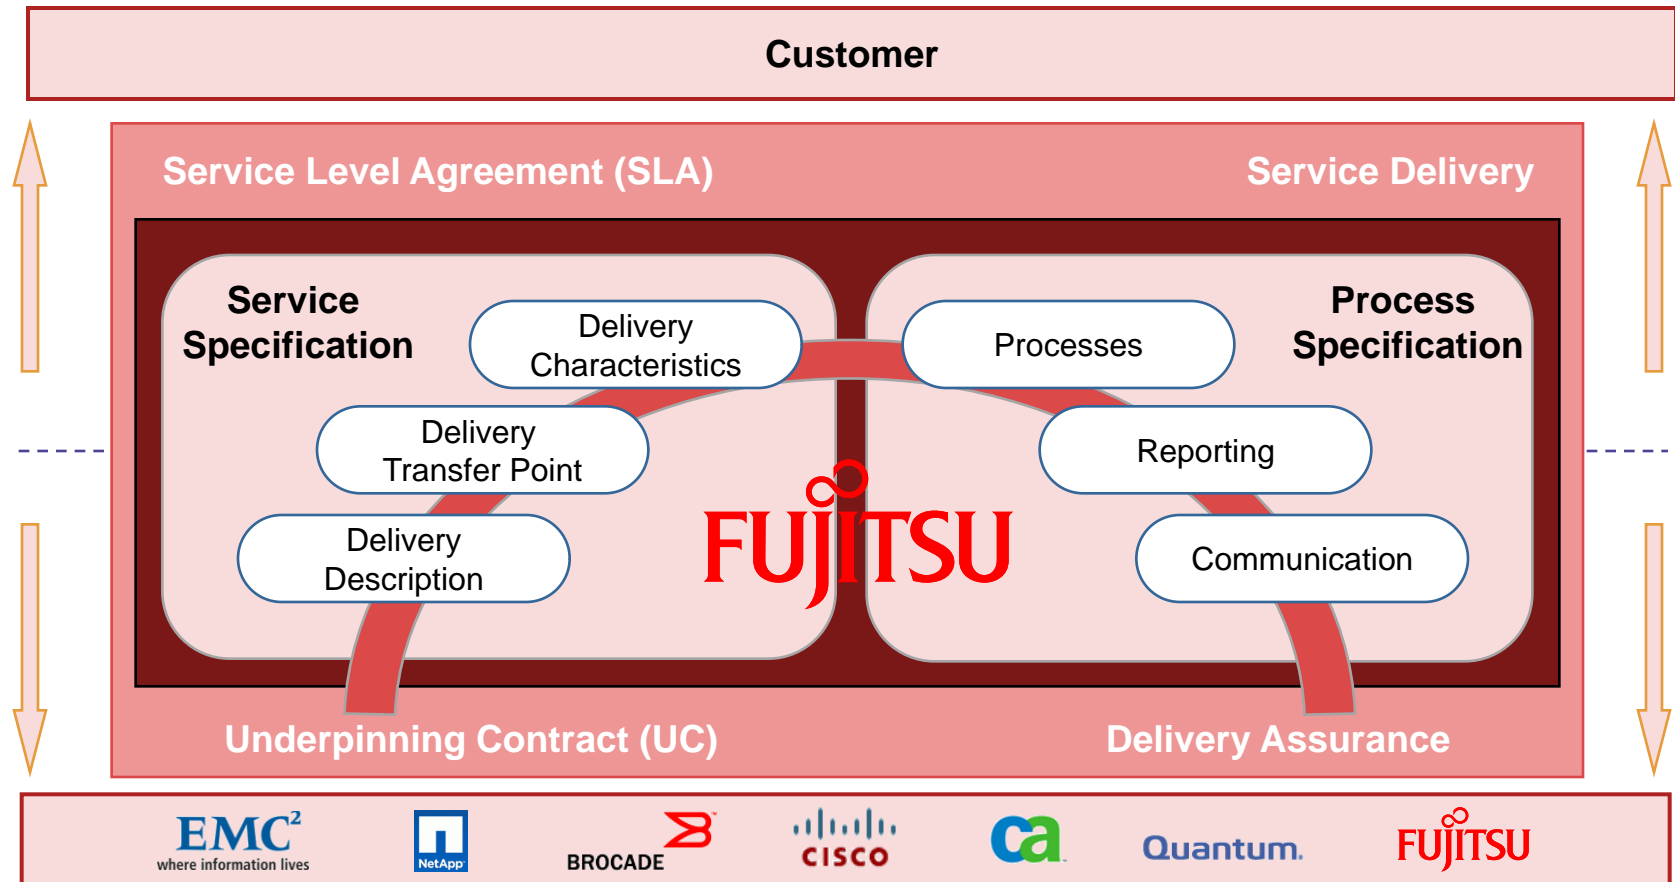 Customer
Service Level Agreement (SLA)
Service Delivery
Service
Specification
Delivery
Characteristics
Delivery
Transfer Point
Delivery
Description
Processes
Process
Specification
Reporting
Communication
FUJITSU
Underpinning Contract (UC)
Delivery Assurance
EMC²
where information lives
NetApp
BROCADE
CISCO
ca
Quantum.
FUJITSU